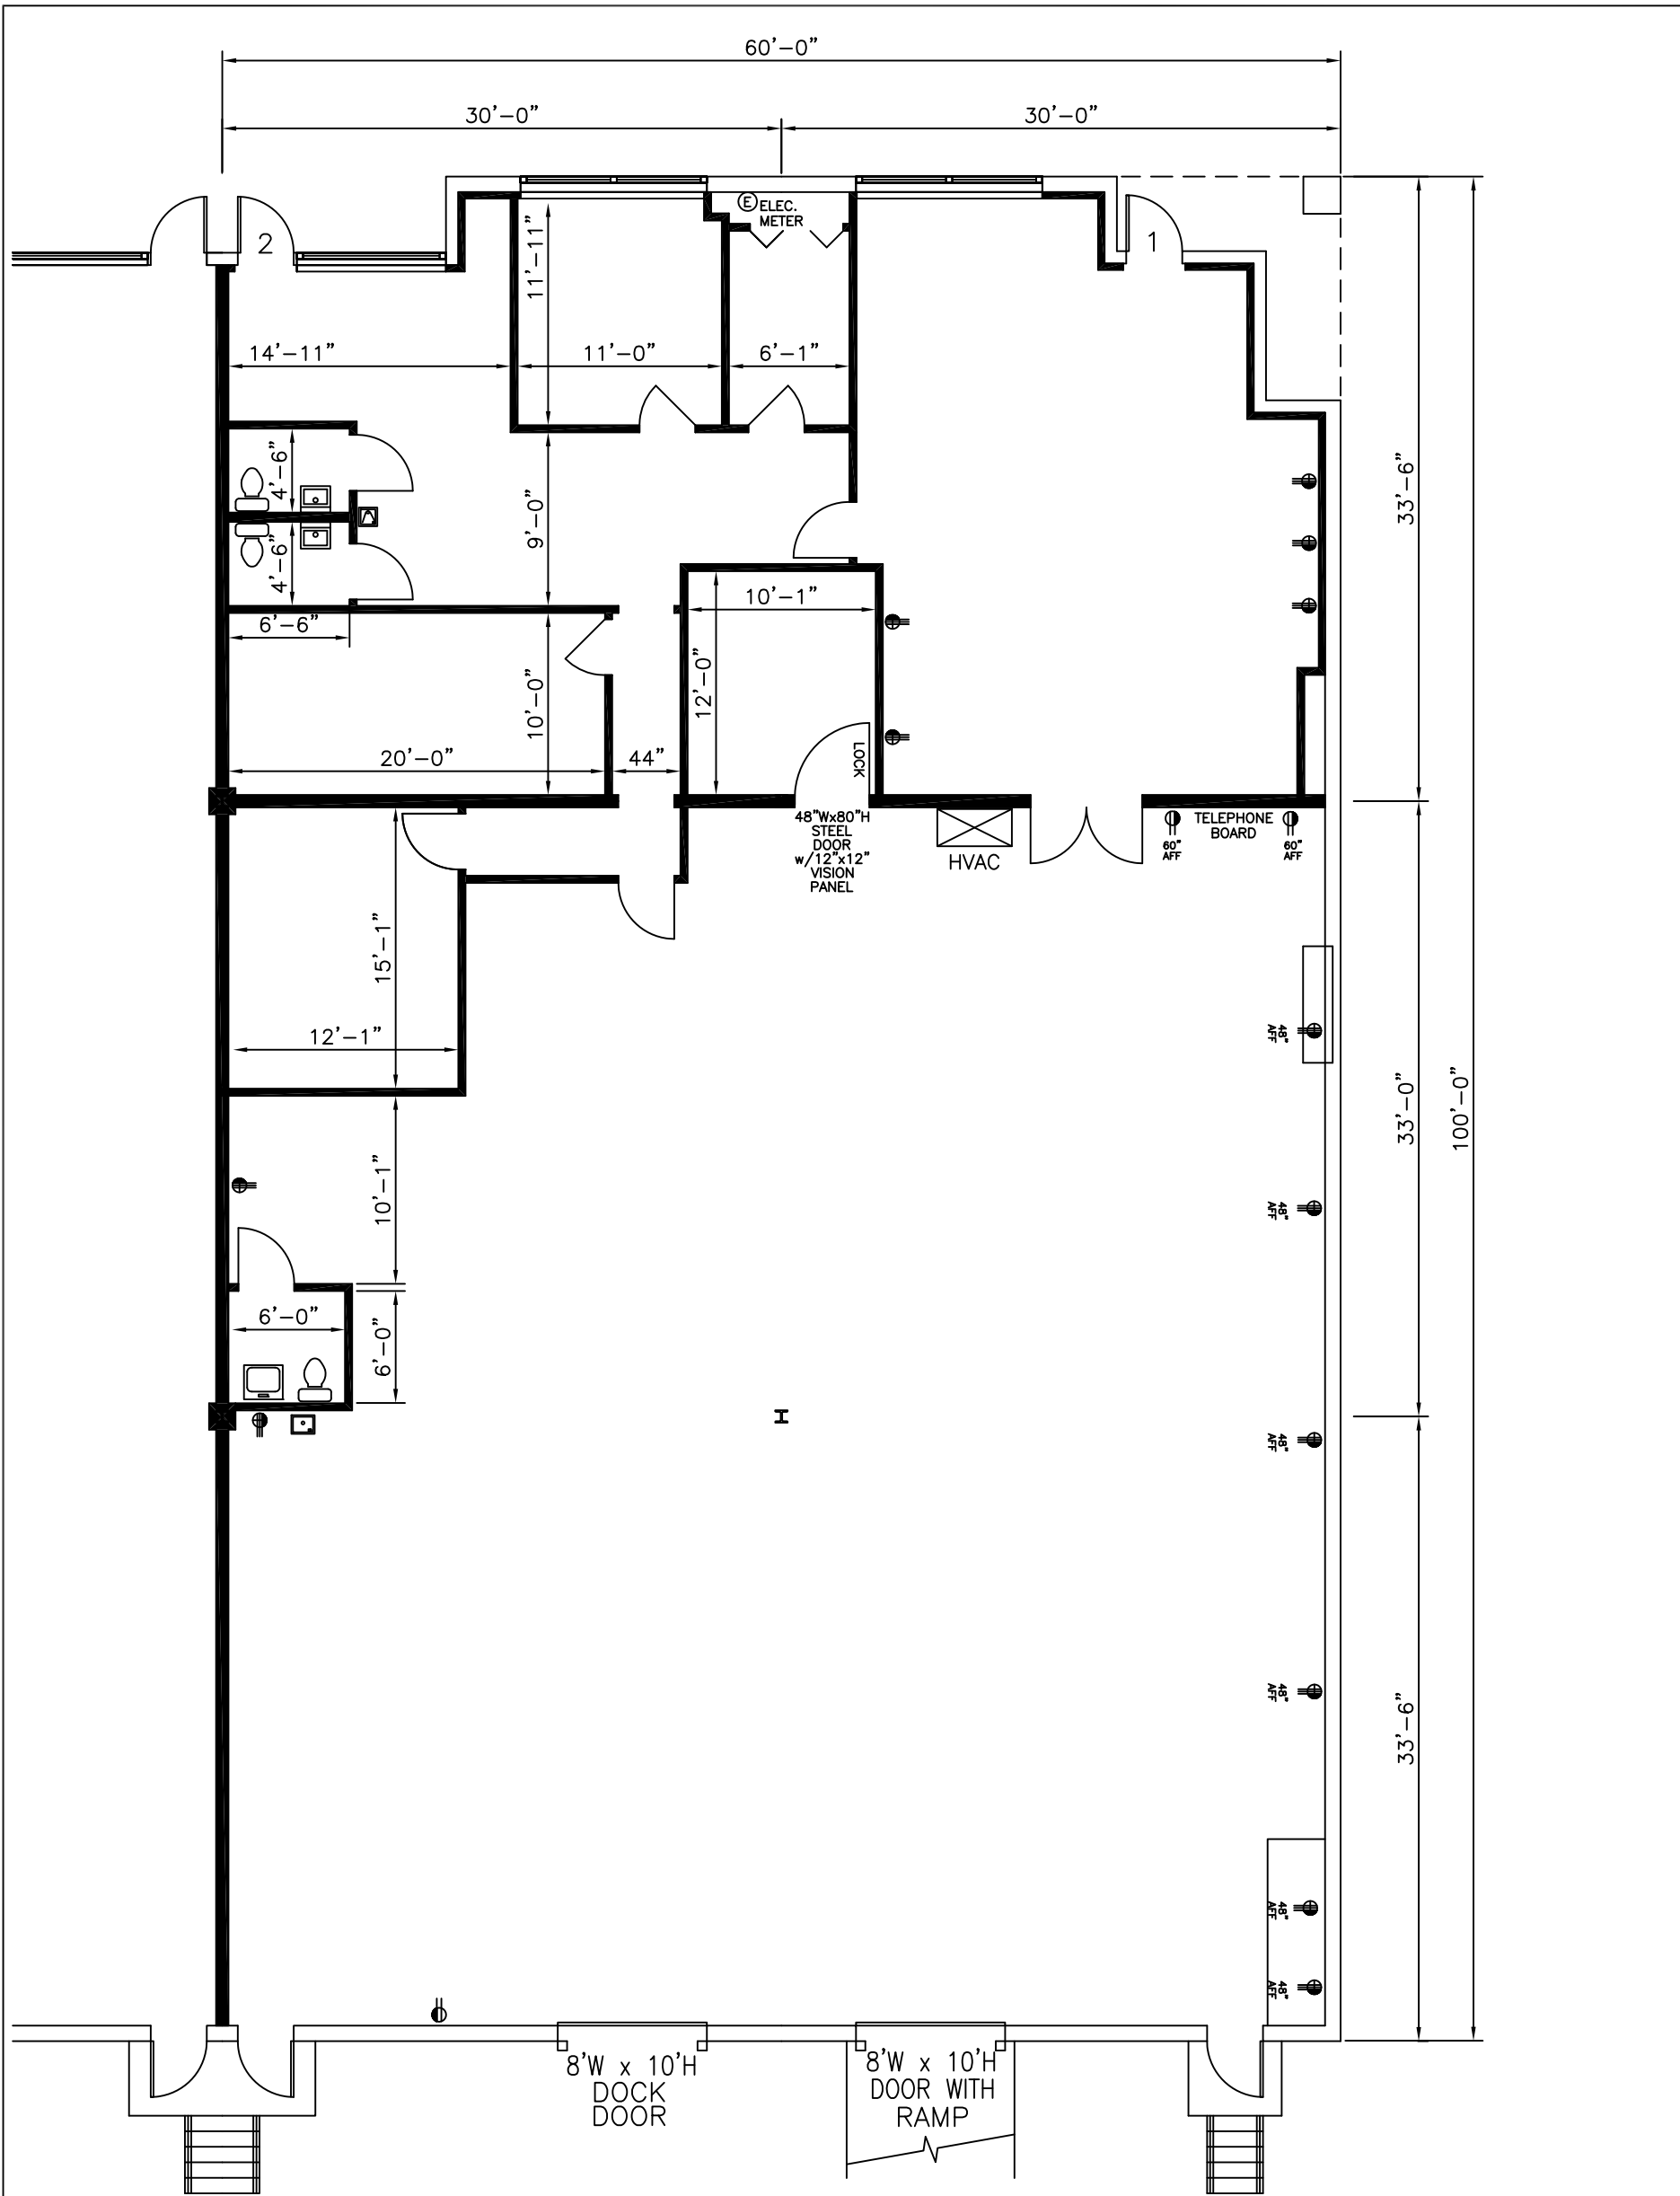 60'-0"
30'-0"
30'-0"
E
ELEC.
METER
2
1
11'-11"
14'-11"
11'-0"
6'-1"
4'-6"
4'-6"
9'-0"
33'-6"
6'-6"
10'-1"
12'-0"
10'-0"
20'-0"
44"
LOCK
48"Wx80"H
STEEL
DOOR
w/12"x12"
VISION
PANEL
HVAC
TELEPHONE
BOARD
60"
AFF
60"
AFF
15'-1"
12'-1"
48"
AFF
33'-0"
100'-0"
10'-1"
48"
AFF
6'-0"
6'-0"
48"
AFF
48"
AFF
33'-6"
48"
AFF
48"
AFF
8'W x 10'H
DOCK
DOOR
8'W x 10'H
DOOR WITH
RAMP